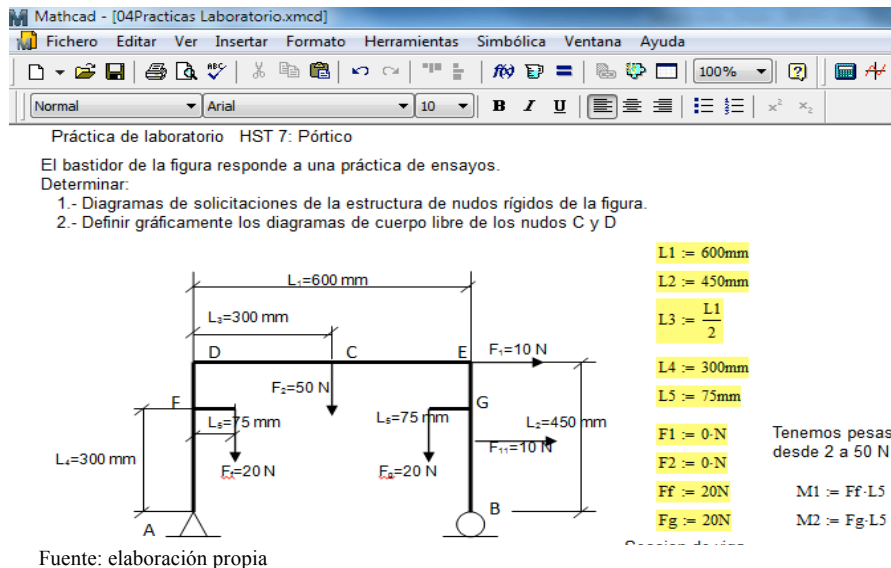 Mathcad - [04Practicas Laboratorio.xmcd]
Fichero Editar Ver Insertar Formato Herramientas Simbólica Ventana Ayuda
100%
Normal Arial 10 B I U x² x₂
Práctica de laboratorio HST 7: Pórtico
El bastidor de la figura responde a una práctica de ensayos.
Determinar:
1.- Diagramas de solicitaciones de la estructura de nudos rígidos de la figura.
2.- Definir gráficamente los diagramas de cuerpo libre de los nudos C y D
L1 := 600mm
L₁=600 mm
L2 := 450mm
L₃=300 mm
L3 := L1/2
D C E F₁=10 N
L4 := 300mm
F₂=50 N
L5 := 75mm
F G
L₅=75 mm L₅=75 mm L₂=450 mm
F1 := 0·N Tenemos pesas
desde 2 a 50 N
F₁₁=10 N
L₄=300 mm
F2 := 0·N
F=20 N F=20 N
Ff := 20N M1 := Ff·L5
A B
Fg := 20N M2 := Fg·L5
Fuente: elaboración propia